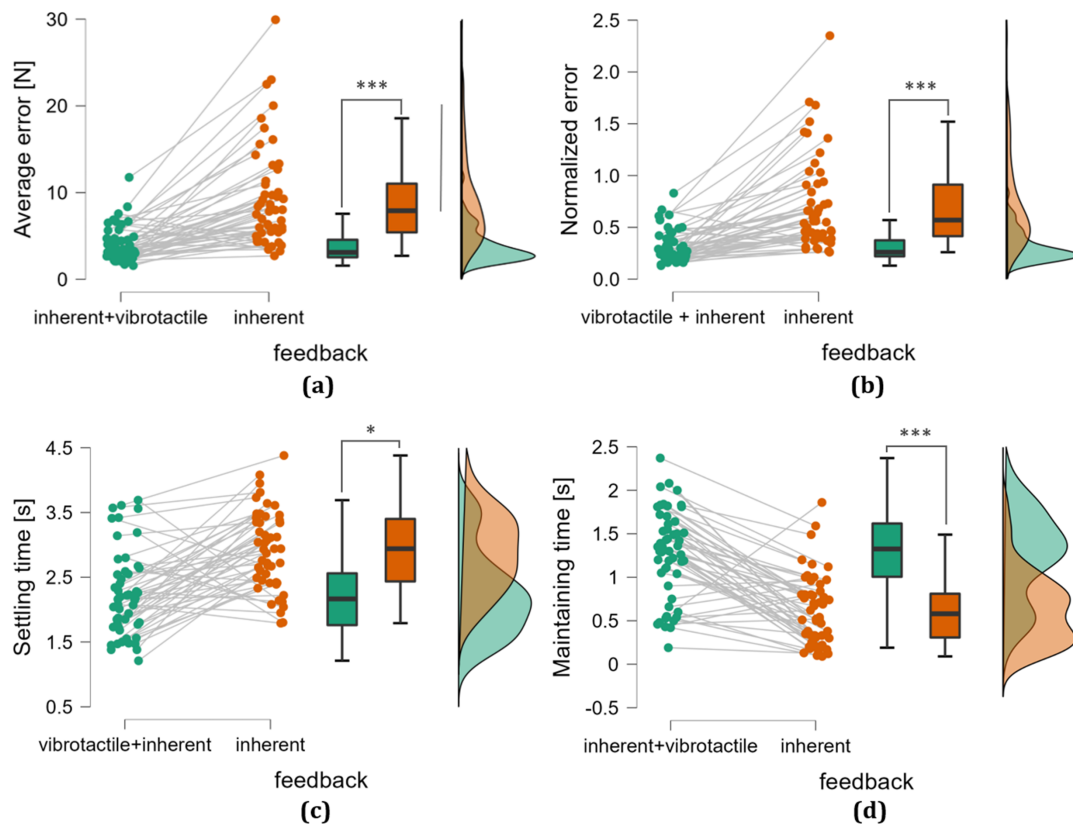 Average error [N]
30
20
10
0
***
inherent+vibrotactile
inherent
feedback
(a)
Normalized error
2.5
2.0
1.5
1.0
0.5
0.0
***
vibrotactile + inherent
inherent
feedback
(b)
Settling time [s]
4.5
3.5
2.5
1.5
0.5
*
vibrotactile+inherent
inherent
feedback
(c)
Maintaining time [s]
2.5
2
1.5
1
0.5
0
-0.5
***
inherent+vibrotactile
inherent
feedback
(d)